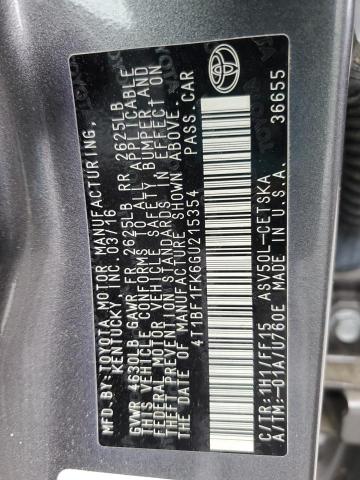 MFD. BY: TOYOTA MOTOR MANUFACTURING,
KENTUCKY, INC. 03/16
GVWR 4630LB GAWR FR 2625LB RR 2625LB
THIS VEHICLE CONFORMS TO ALL APPLICABLE
FEDERAL MOTOR VEHICLE SAFETY, BUMPER, AND
THEFT PREVENTION STANDARDS IN EFFECT ON
THE DATE OF MANUFACTURE SHOWN ABOVE.
4T1BF1FK6GU215354 PASS. CAR
C/TR: 1H1A/FF15 ASV50L-CETSKA
A/TM: -01A/U760E MADE IN U.S.A. 36655